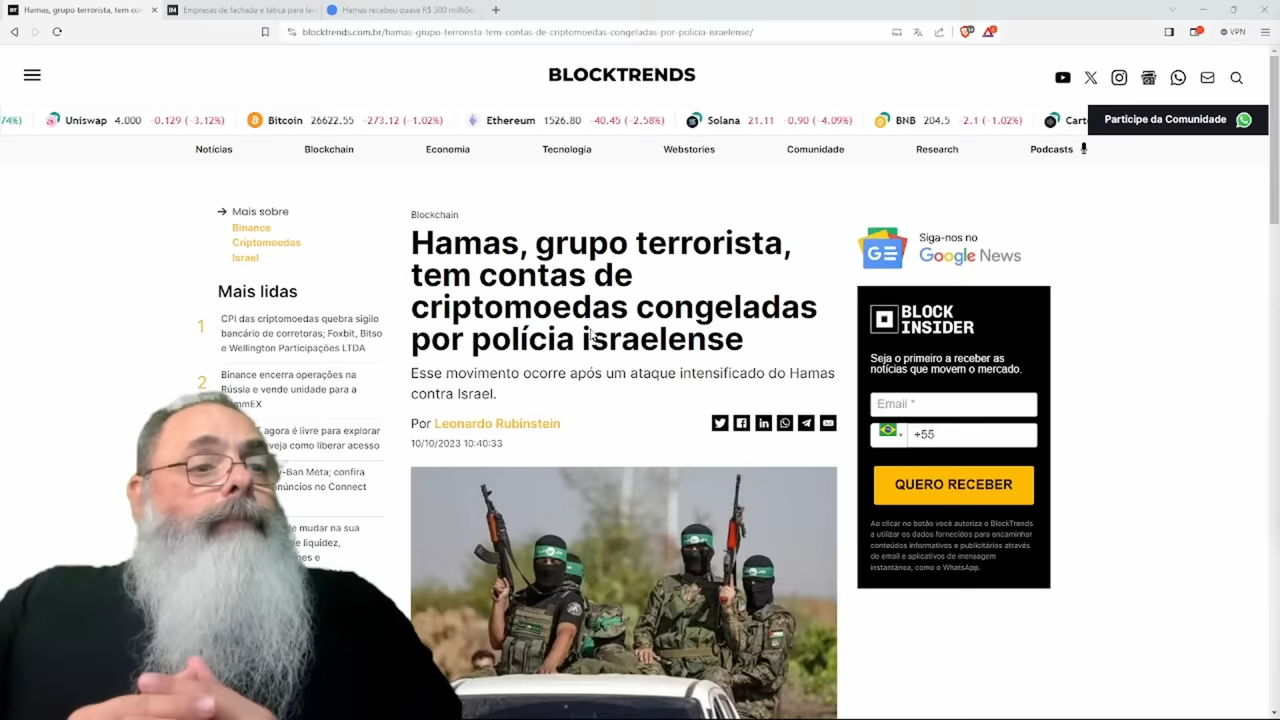 Hamas, grupo terrorista, tem con
Empresas de fachada e tática para lav
Hamas recebeu quase R$ 500 milhões
blocktrends.com.br/hamas-grupo-terrorista-tem-contas-de-criptomoedas-congeladas-por-policia-israelense/
VPN
BLOCKTRENDS
74%) Uniswap 4.000 -0.129 (-3.12%) Bitcoin 26622.55 -273.12 (-1.02%) Ethereum 1526.80 -40.45 (-2.58%) Solana 21.11 -0.90 (-4.09%) BNB 204.5 -2.1 (-1.02%) Cart
Participe da Comunidade
Notícias Blockchain Economia Tecnologia Webstories Comunidade Research Podcasts
→ Mais sobre
Binance
Criptomoedas
Israel
Mais lidas
1 CPI das criptomoedas quebra sigilo
bancário de corretoras; Foxbit, Bitso
e Wellington Participações LTDA
2 Binance encerra operações na
Rússia e vende unidade para a
mmEX
T agora é livre para explorar
veja como liberar acesso
-Ban Meta; confira
núncios no Connect
le mudar na sua
e liquidez,
mes e
Blockchain
Hamas, grupo terrorista,
tem contas de
criptomoedas congeladas
por polícia israelense
Esse movimento ocorre após um ataque intensificado do Hamas
contra Israel.
Por Leonardo Rubinstein
10/10/2023 10:40:33
Siga-nos no
Google News
BLOCK
INSIDER
Seja o primeiro a receber as
notícias que movem o mercado.
Email *
+55
QUERO RECEBER
Ao clicar no botão você autoriza o BlockTrends
a utilizar os dados fornecidos para encaminhar
conteúdos informativos e publicitários através
de email e aplicativos de mensagem
instantânea, como o WhatsApp.